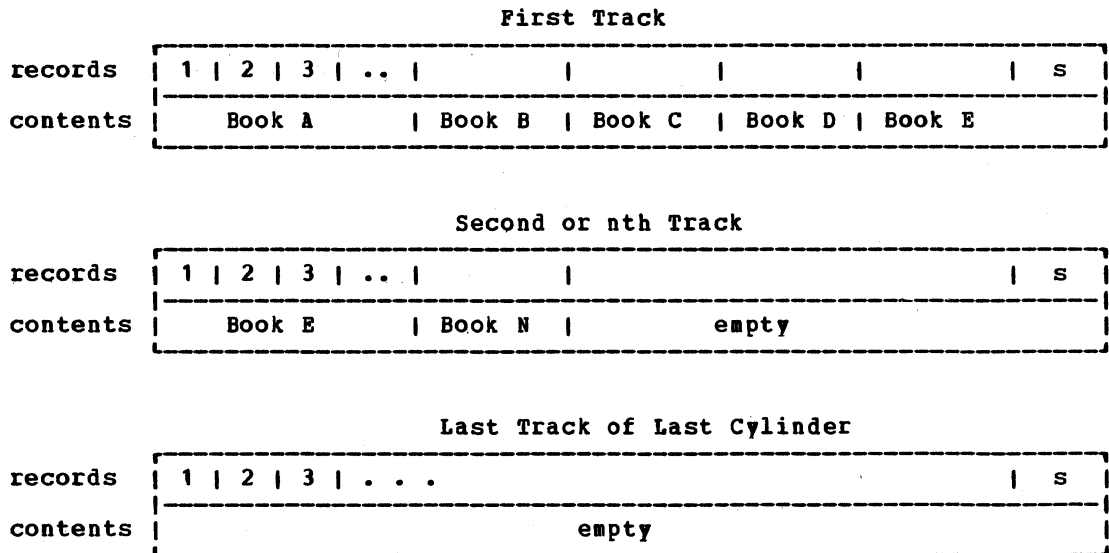 First Track
records | 1 | 2 | 3 | .. | | | | | s |
contents | Book A | Book B | Book C | Book D | Book E |
Second or nth Track
records | 1 | 2 | 3 | .. | | | s |
contents | Book E | Book N | empty |
Last Track of Last Cylinder
records | 1 | 2 | 3 | . . . | s |
contents | empty |